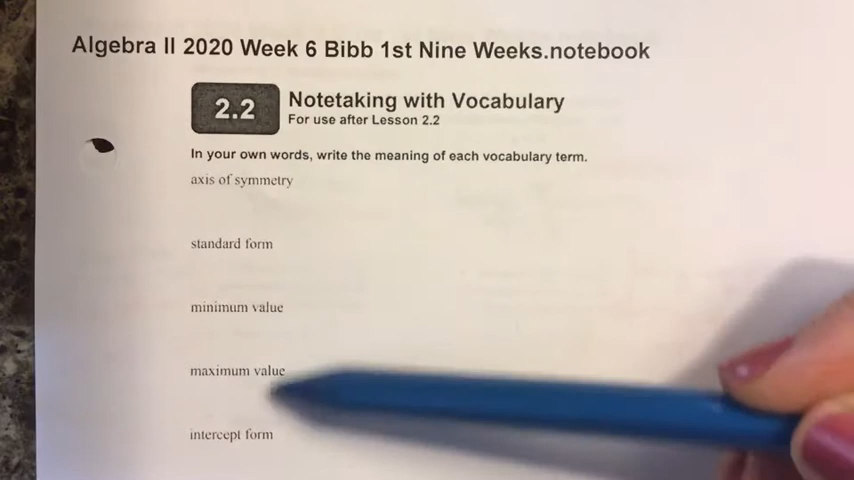 Algebra II 2020 Week 6 Bibb 1st Nine Weeks.notebook
2.2
Notetaking with Vocabulary
For use after Lesson 2.2
In your own words, write the meaning of each vocabulary term.
axis of symmetry
standard form
minimum value
maximum value
intercept form